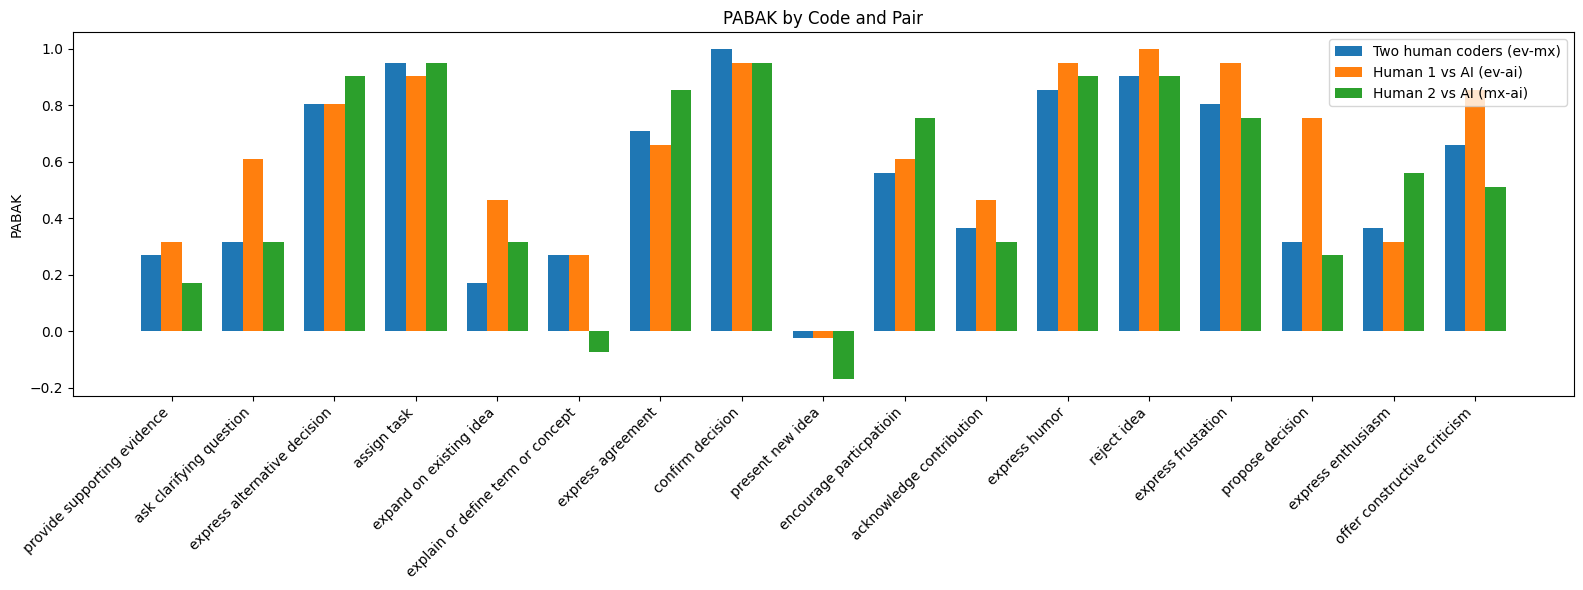 PABAK by Code and Pair
Two human coders (ev-mx)
Human 1 vs AI (ev-ai)
Human 2 vs AI (mx-ai)
PABAK
1.0
0.8
0.6
0.4
0.2
0.0
−0.2
provide supporting evidence
ask clarifying question
express alternative decision
assign task
expand on existing idea
explain or define term or concept
express agreement
confirm decision
present new idea
encourage particpatioin
acknowledge contribution
express humor
reject idea
express frustation
propose decision
express enthusiasm
offer constructive criticism